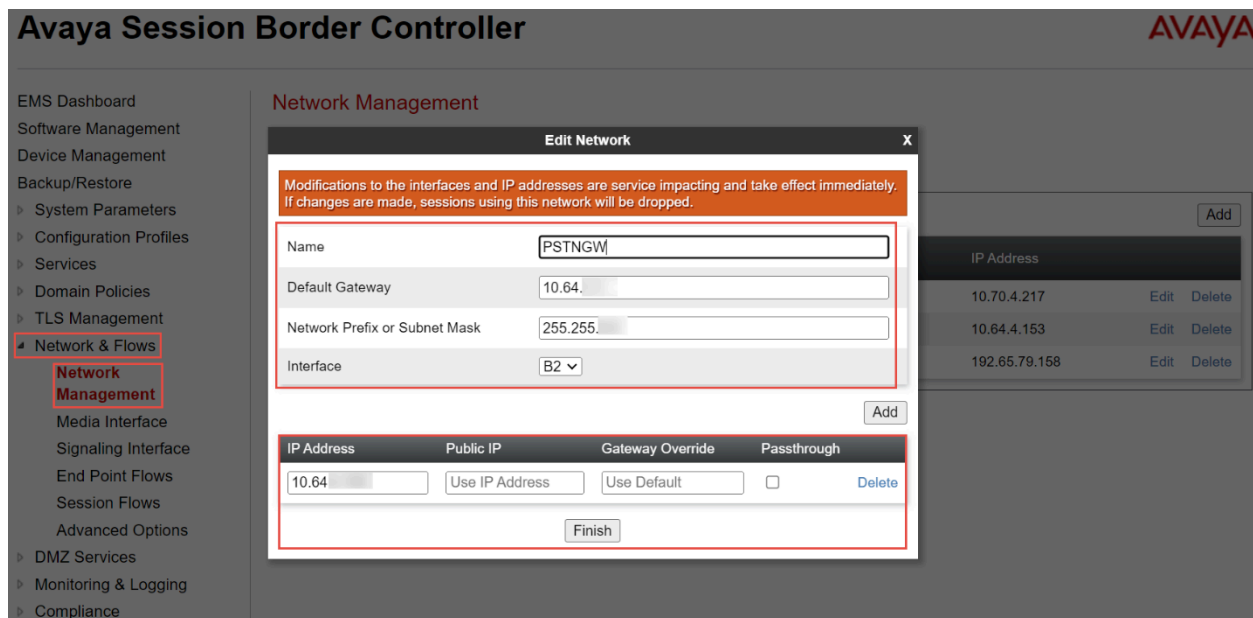 Avaya Session Border Controller
AVAYA
EMS Dashboard
Software Management
Device Management
Backup/Restore
System Parameters
Configuration Profiles
Services
Domain Policies
TLS Management
Network & Flows
Network
Management
Media Interface
Signaling Interface
End Point Flows
Session Flows
Advanced Options
DMZ Services
Monitoring & Logging
Compliance
Network Management
Edit Network X
Modifications to the interfaces and IP addresses are service impacting and take effect immediately.
If changes are made, sessions using this network will be dropped.
Name PSTNGW
Default Gateway 10.64.
Network Prefix or Subnet Mask 255.255.
Interface B2
Add
IP Address Public IP Gateway Override Passthrough
10.64 Use IP Address Use Default Delete
Finish
Add
IP Address
10.70.4.217 Edit Delete
10.64.4.153 Edit Delete
192.65.79.158 Edit Delete